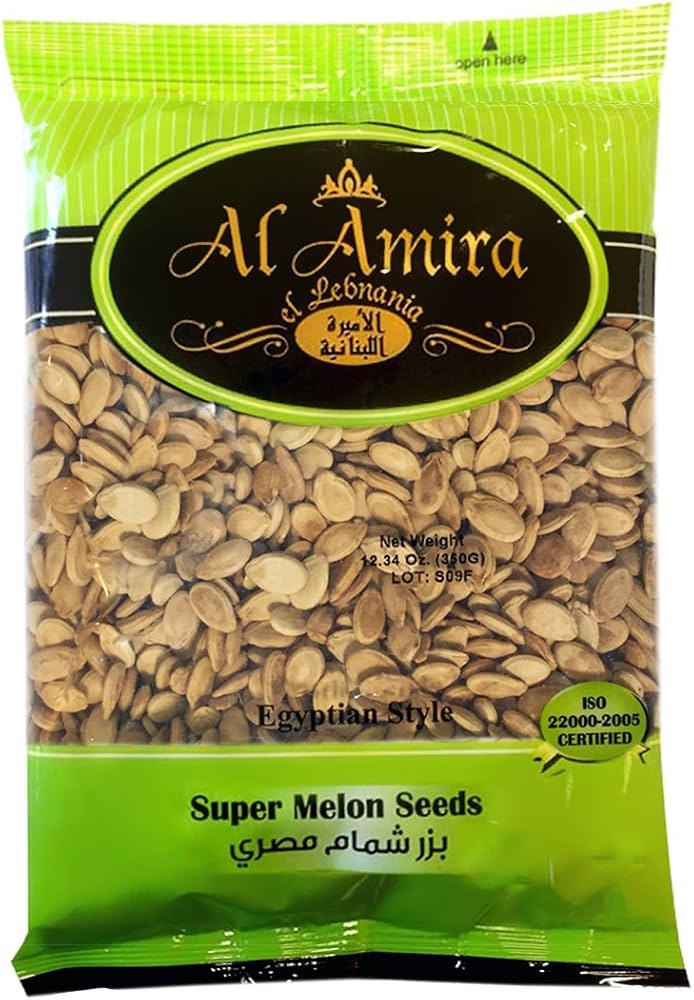 open here
Al Amira
el Lebnania
الأميرة
اللبنانية
Net Weight
12.34 Oz. (350G)
LOT: S09F
Egyptian Style
ISO
22000-2005
CERTIFIED
Super Melon Seeds
بزر شمام مصري